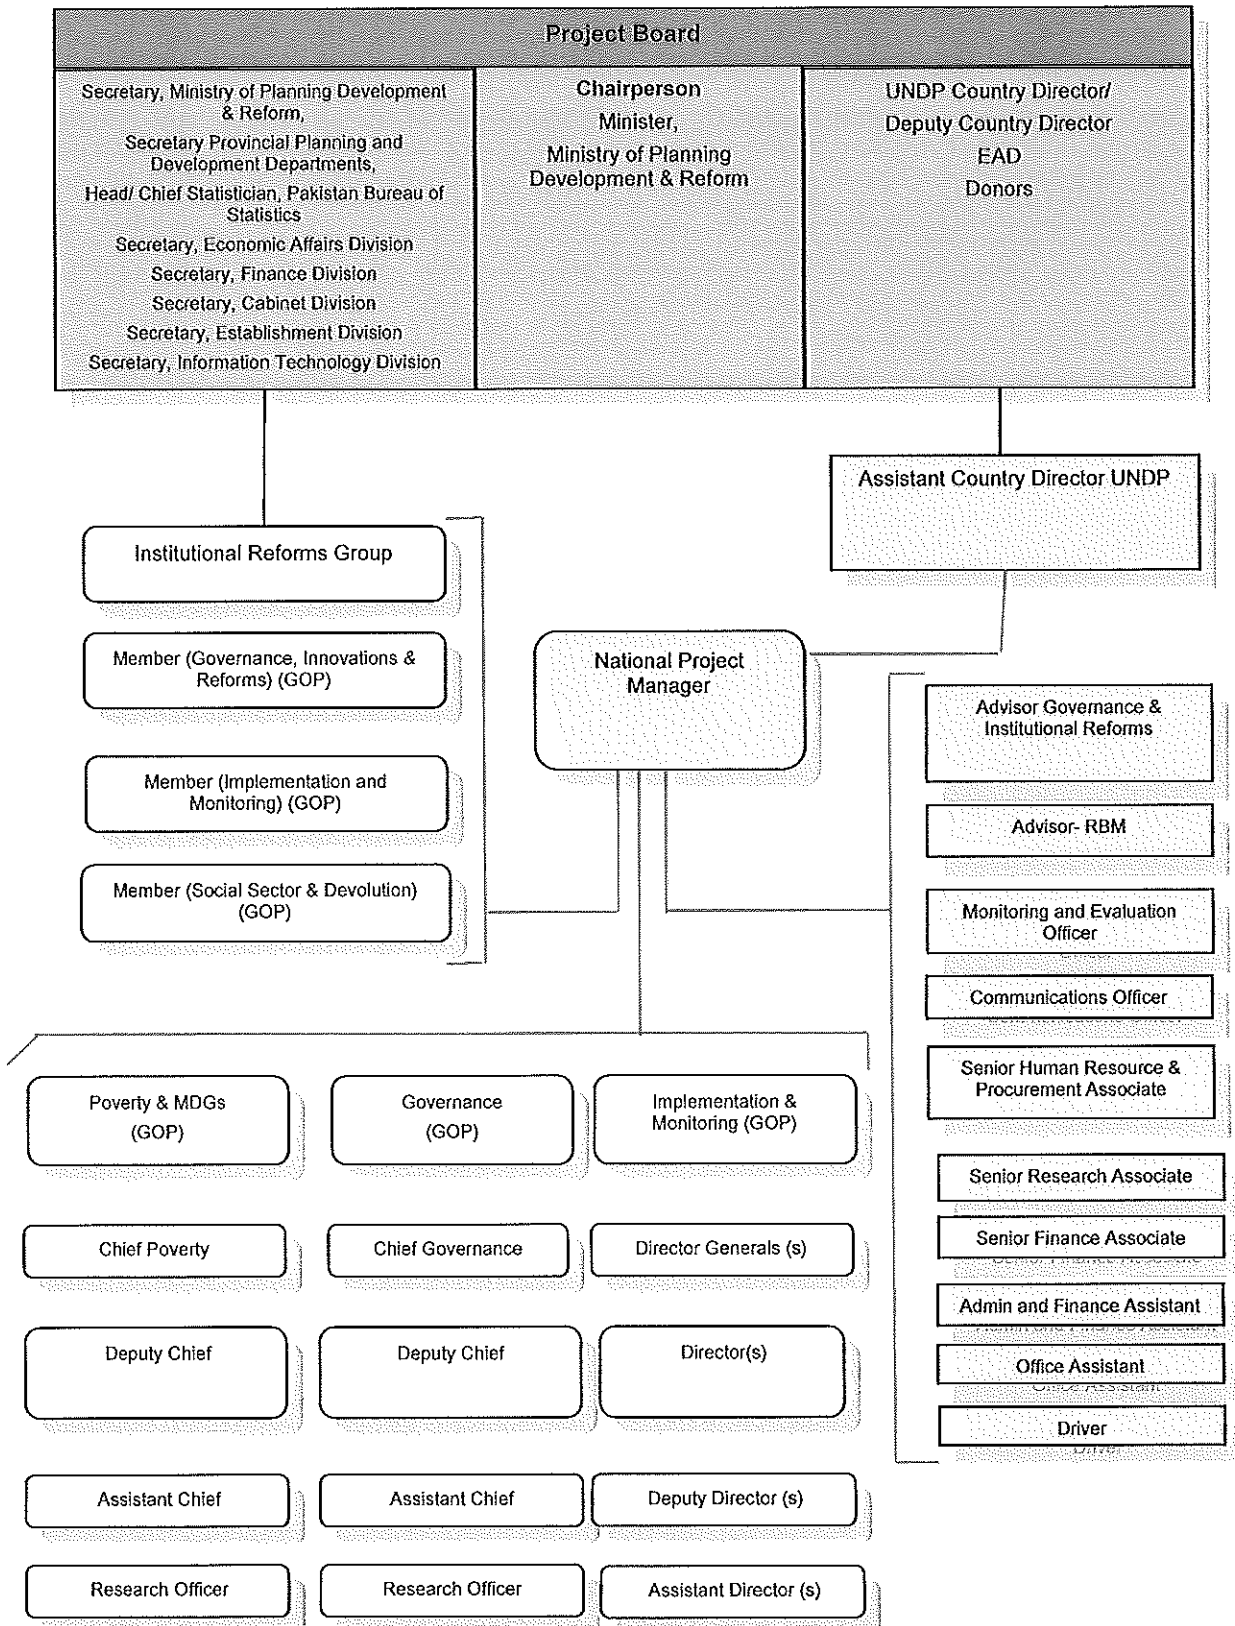 Project Board
Secretary, Ministry of Planning Development
& Reform,
Secretary Provincial Planning and
Development Departments,
Head/ Chief Statistician, Pakistan Bureau of
Statistics
Secretary, Economic Affairs Division
Secretary, Finance Division
Secretary, Cabinet Division
Secretary, Establishment Division
Secretary, Information Technology Division
Chairperson
Minister,
Ministry of Planning
Development & Reform
UNDP Country Director/
Deputy Country Director
EAD
Donors
Assistant Country Director UNDP
Institutional Reforms Group
Member (Governance, Innovations &
Reforms) (GOP)
Member (Implementation and
Monitoring) (GOP)
Member (Social Sector & Devolution)
(GOP)
National Project
Manager
Advisor Governance &
Institutional Reforms
Advisor- RBM
Monitoring and Evaluation
Officer
Communications Officer
Senior Human Resource &
Procurement Associate
Senior Research Associate
Senior Finance Associate
Admin and Finance Assistant
Office Assistant
Driver
Poverty & MDGs
(GOP)
Governance
(GOP)
Implementation &
Monitoring (GOP)
Chief Poverty
Chief Governance
Director Generals (s)
Deputy Chief
Deputy Chief
Director(s)
Assistant Chief
Assistant Chief
Deputy Director (s)
Research Officer
Research Officer
Assistant Director (s)